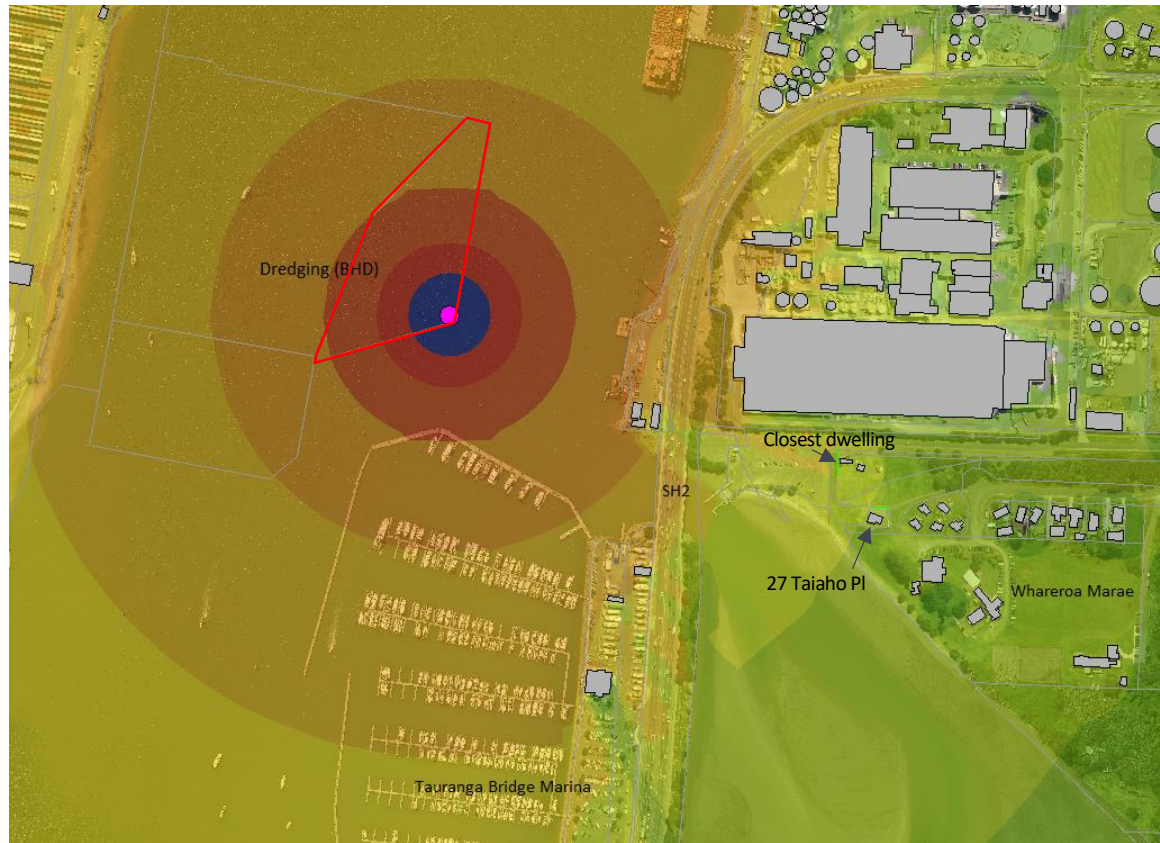 Dredging (BHD)
Closest dwelling
SH2
27 Taiaho Pl
Whareroa Marae
Tauranga Bridge Marina